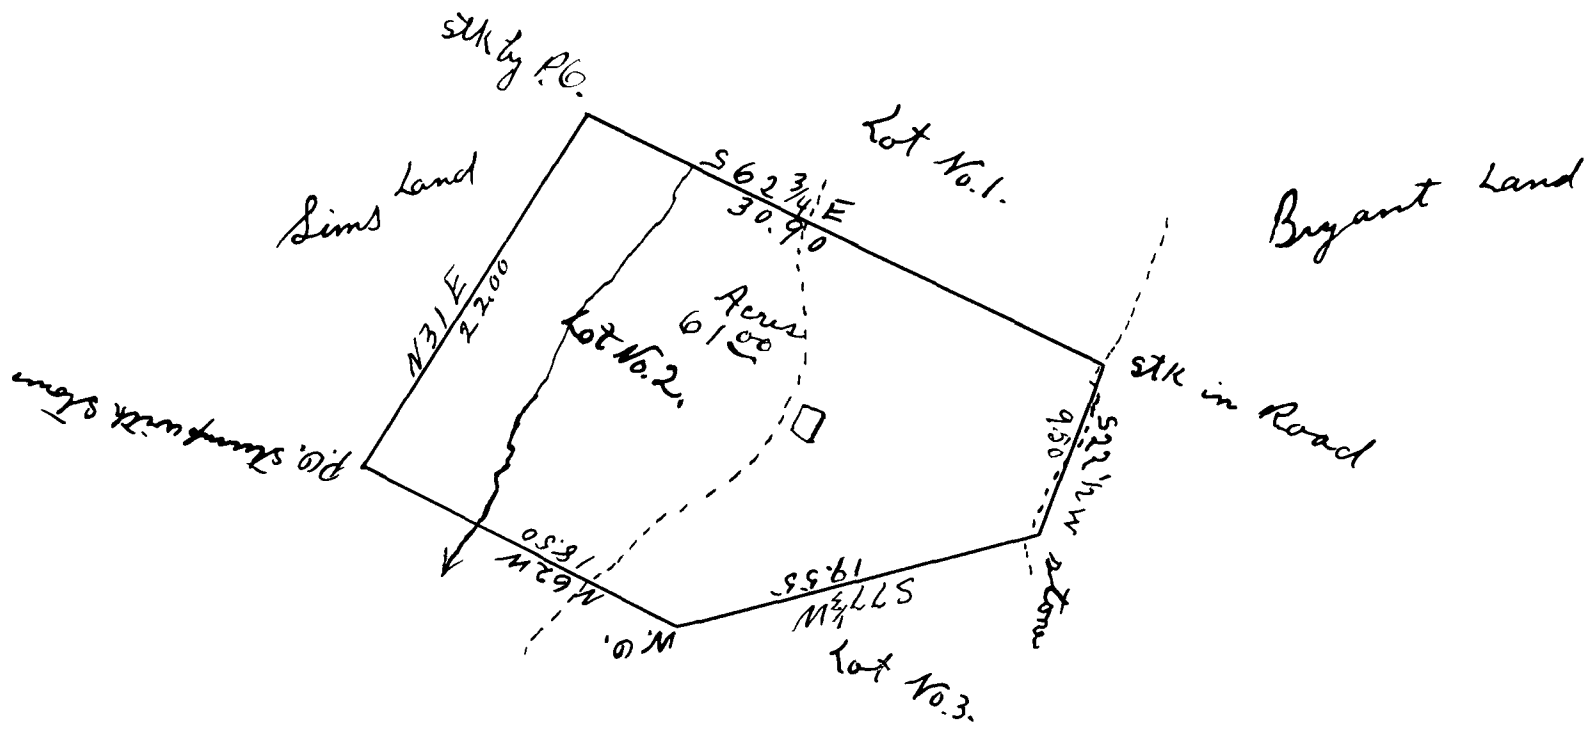 stk by P.O.
Lot No. 1.
Sims Land
Bryant Land
S 62 3/4 E
30.90
N 31 E
22.00
Acres
61.00
Lot No. 2.
stk in Road
S 22 1/2 W
9.50
P.O. Stump with Stone
N 62 W
18.50
19.55
S 77 1/3 W
Stone
W.O.
Lot No. 3.